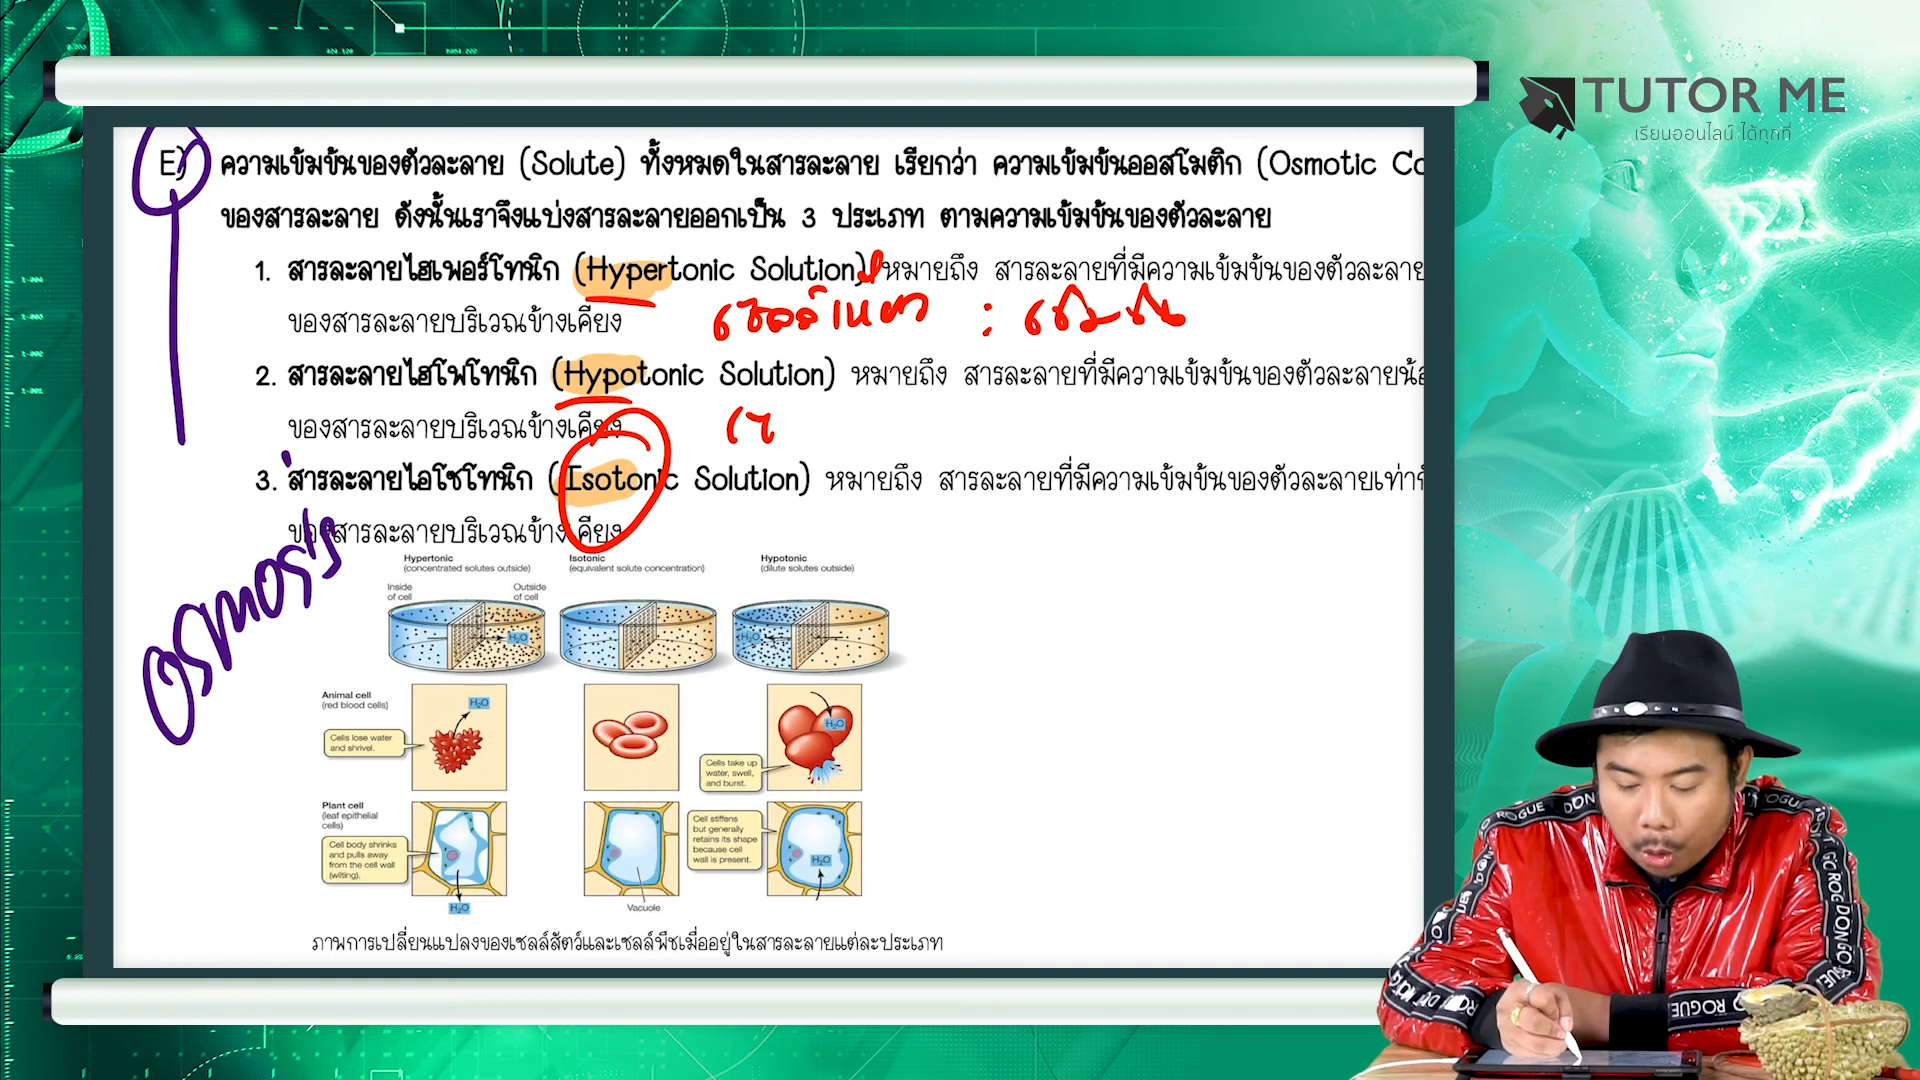 TUTOR ME
เรียนออนไลน์ ได้ทุกที่
E) ความเข้มข้นของตัวละลาย (Solute) ทั้งหมดในสารละลาย เรียกว่า ความเข้มข้นออสโมติก (Osmotic Co
ของสารละลาย ดังนั้นเราจึงแบ่งสารละลายออกเป็น 3 ประเภท ตามความเข้มข้นของตัวละลาย
1. สารละลายไฮเพอร์โทนิก (Hypertonic Solution) หมายถึง สารละลายที่มีความเข้มข้นของตัวละลาย
ของสารละลายบริเวณข้างเคียง
เซลล์เหี่ยว :
2. สารละลายไฮโพโทนิก (Hypotonic Solution) หมายถึง สารละลายที่มีความเข้มข้นของตัวละลายน้อ
ของสารละลายบริเวณข้างเคียง
3. สารละลายไอโซโทนิก (Isotonic Solution) หมายถึง สารละลายที่มีความเข้มข้นของตัวละลายเท่ากั
ของสารละลายบริเวณข้างเคียง
osmosis
Hypertonic
(concentrated solutes outside)
Isotonic
(equivalent solute concentration)
Hypotonic
(dilute solutes outside)
Inside
of cell
Outside
of cell
H₂O
H₂O
Animal cell
(red blood cells)
H₂O
H₂O
Cells lose water
and shrivel.
Cells take up
water, swell,
and burst.
Plant cell
(leaf epithelial
cells)
Cell body shrinks
and pulls away
from the cell wall
(wilting).
Cell stiffens
but generally
retains its shape
because cell
wall is present.
H₂O
H₂O
Vacuole
ภาพการเปลี่ยนแปลงของเซลล์สัตว์และเซลล์พืชเมื่ออยู่ในสารละลายแต่ละประเภท